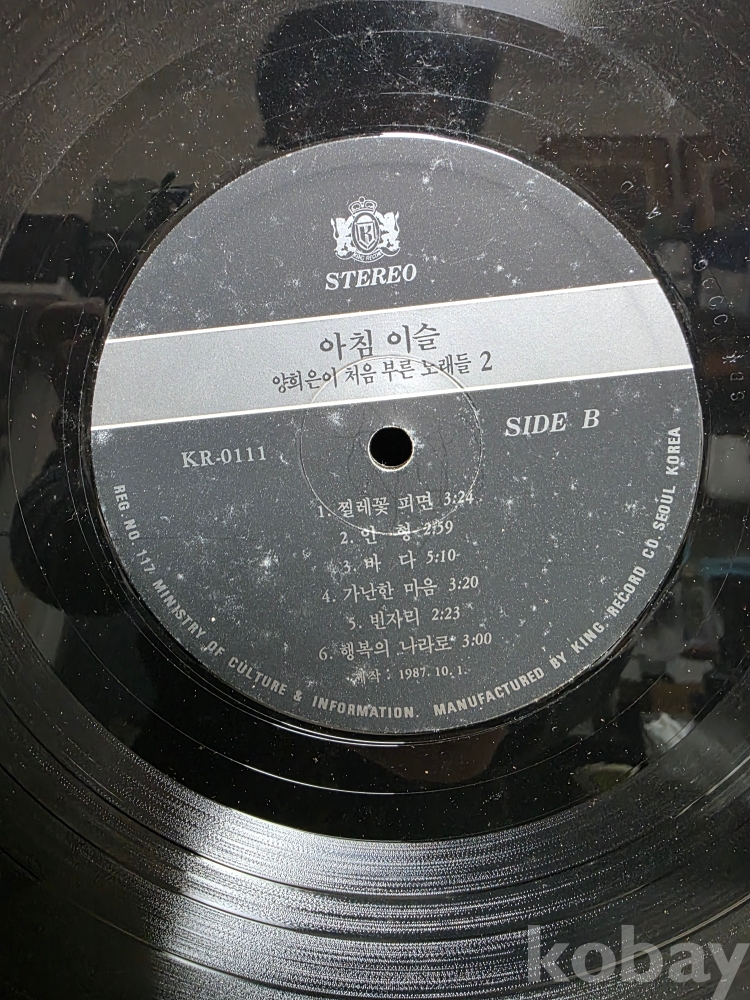 KING RECORD
STEREO
아침 이슬
양희은이 처음 부른 노래들 2
SIDE B
KR-0111
1. 찔레꽃 피면 3:24
2. 인 형 2:59
3. 바 다 5:10
4. 가난한 마음 3:20
5. 빈자리 2:23
6. 행복의 나라로 3:00
제작 : 1987. 10. 1.
REG. NO. 117. MINISTRY OF CULTURE & INFORMATION. MANUFACTURED BY KING RECORD CO. SEOUL KOREA
kobay